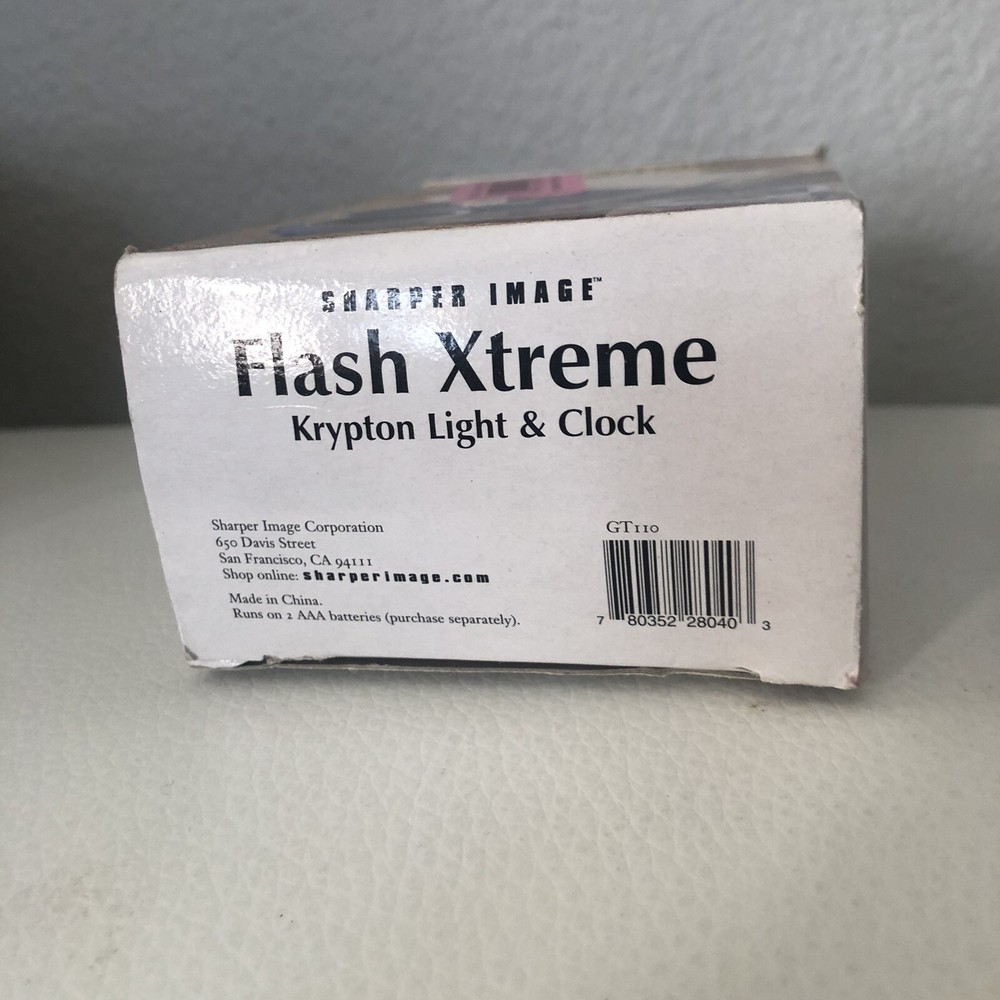 SHARPER IMAGE™
Flash Xtreme
Krypton Light & Clock
Sharper Image Corporation
650 Davis Street
San Francisco, CA 94111
Shop online: sharperimage.com
Made in China.
Runs on 2 AAA batteries (purchase separately).
GT110
7 80352 28040 3